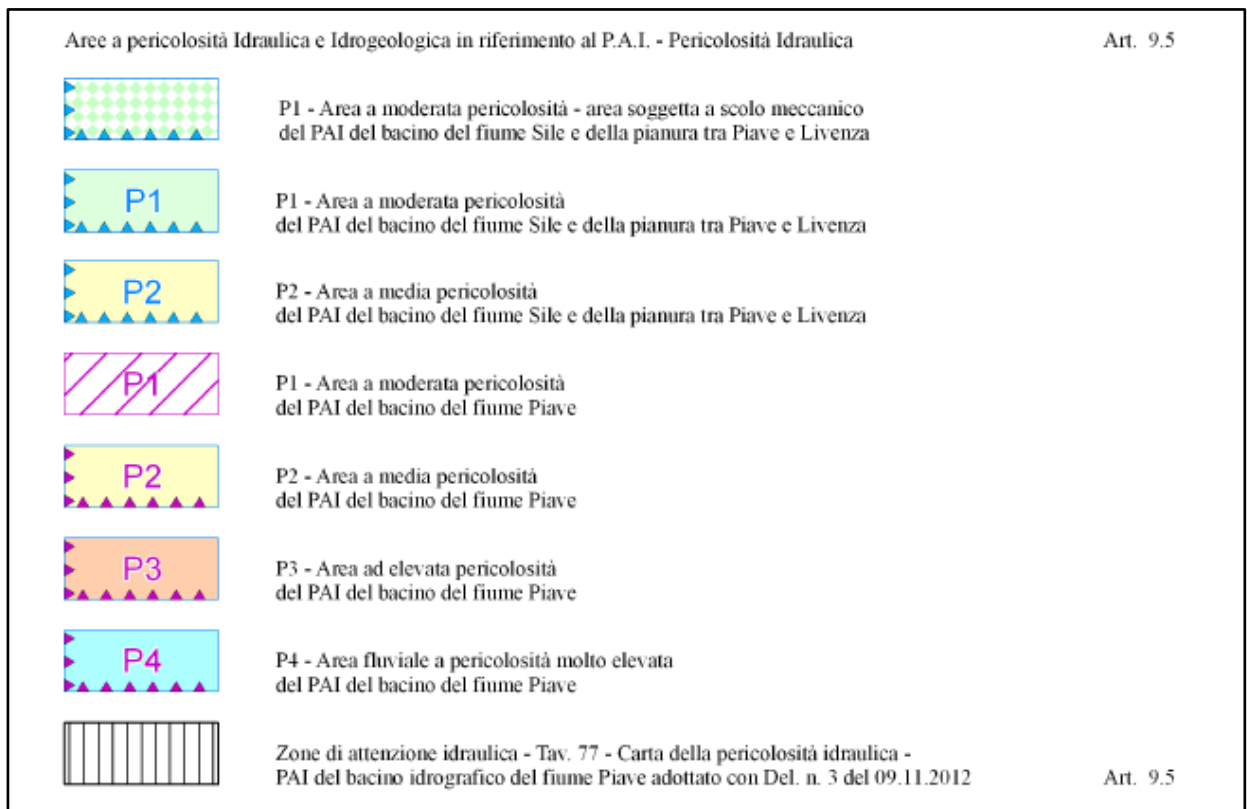 Aree a pericolosità Idraulica e Idrogeologica in riferimento al P.A.I. - Pericolosità Idraulica Art. 9.5
P1 - Area a moderata pericolosità - area soggetta a scolo meccanico
del PAI del bacino del fiume Sile e della pianura tra Piave e Livenza
P1
P1 - Area a moderata pericolosità
del PAI del bacino del fiume Sile e della pianura tra Piave e Livenza
P2
P2 - Area a media pericolosità
del PAI del bacino del fiume Sile e della pianura tra Piave e Livenza
P1
P1 - Area a moderata pericolosità
del PAI del bacino del fiume Piave
P2
P2 - Area a media pericolosità
del PAI del bacino del fiume Piave
P3
P3 - Area ad elevata pericolosità
del PAI del bacino del fiume Piave
P4
P4 - Area fluviale a pericolosità molto elevata
del PAI del bacino del fiume Piave
Zone di attenzione idraulica - Tav. 77 - Carta della pericolosità idraulica -
PAI del bacino idrografico del fiume Piave adottato con Del. n. 3 del 09.11.2012 Art. 9.5